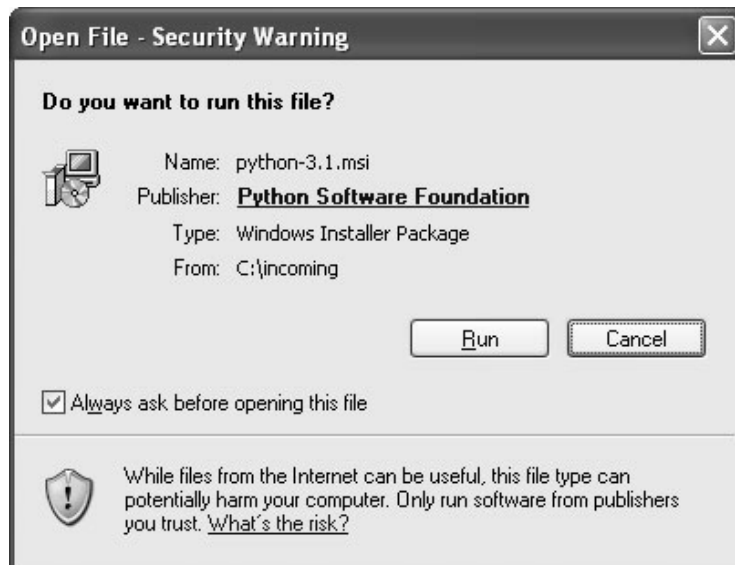 Open File - Security Warning
Do you want to run this file?
Name: python-3.1.msi
Publisher: Python Software Foundation
Type: Windows Installer Package
From: C:\incoming
Run
Cancel
Always ask before opening this file
While files from the Internet can be useful, this file type can
potentially harm your computer. Only run software from publishers
you trust. What's the risk?